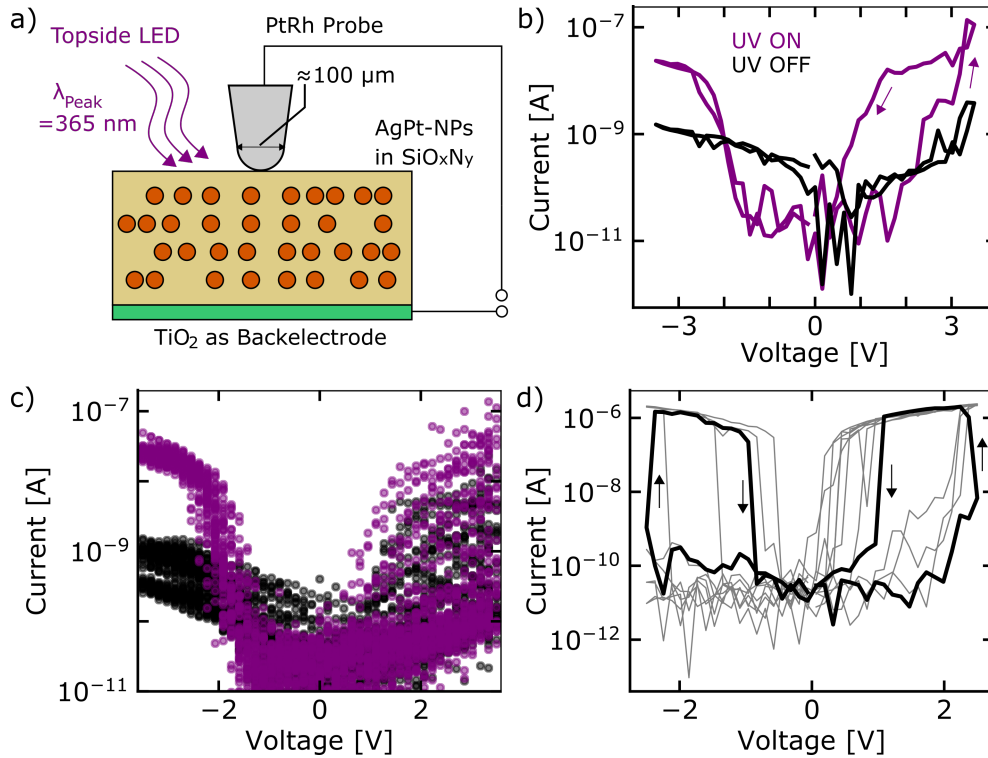 a)
Topside LED
λPeak
=365 nm
PtRh Probe
≈100 μm
AgPt-NPs
in SiOxNy
TiO2 as Backelectrode
b)
UV ON
UV OFF
Current [A]
10⁻⁷
10⁻⁹
10⁻¹¹
−3 0 3
Voltage [V]
c)
Current [A]
10⁻⁷
10⁻⁹
10⁻¹¹
−2 0 2
Voltage [V]
d)
Current [A]
10⁻⁶
10⁻⁸
10⁻¹⁰
10⁻¹²
−2 0 2
Voltage [V]